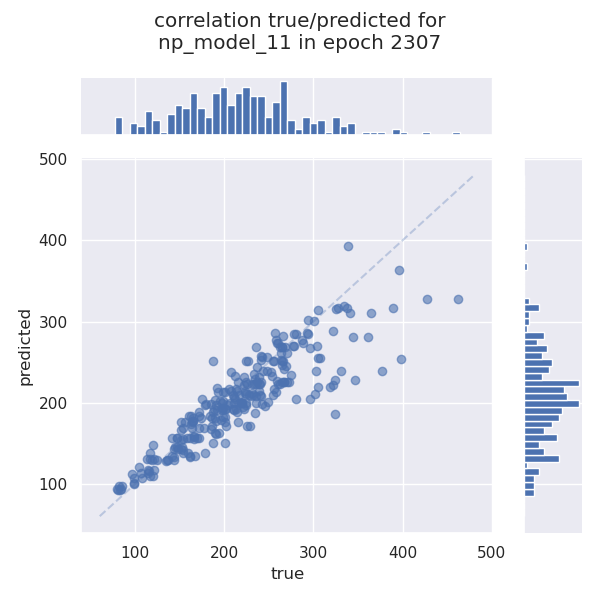 correlation true/predicted for
np_model_11 in epoch 2307
500
400
300
200
100
predicted
100 200 300 400 500
true